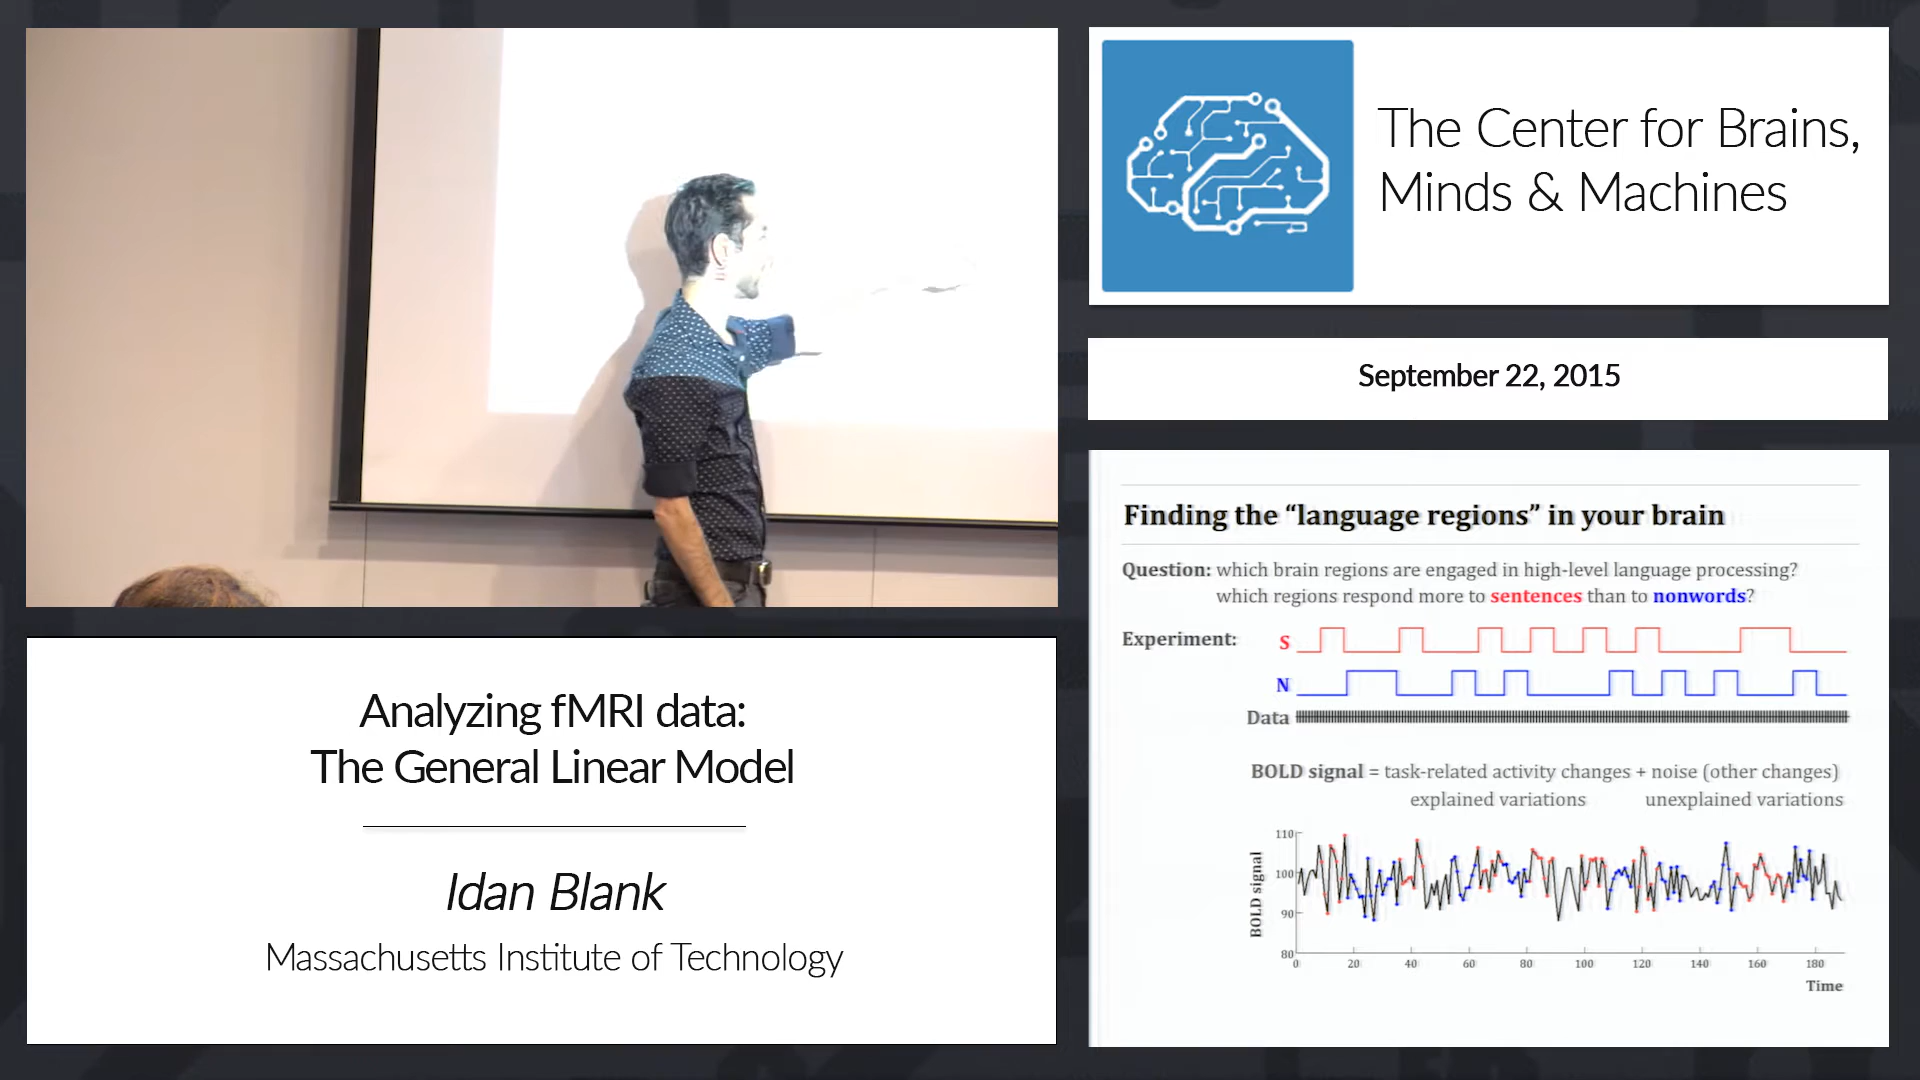 The Center for Brains,
Minds & Machines
September 22, 2015
Analyzing fMRI data:
The General Linear Model
Idan Blank
Massachusetts Institute of Technology
Finding the “language regions” in your brain
Question: which brain regions are engaged in high-level language processing?
which regions respond more to sentences than to nonwords?
Experiment: S
N
Data
BOLD signal = task-related activity changes + noise (other changes)
explained variations unexplained variations
BOLD signal
110
100
90
80
0 20 40 60 80 100 120 140 160 180
Time